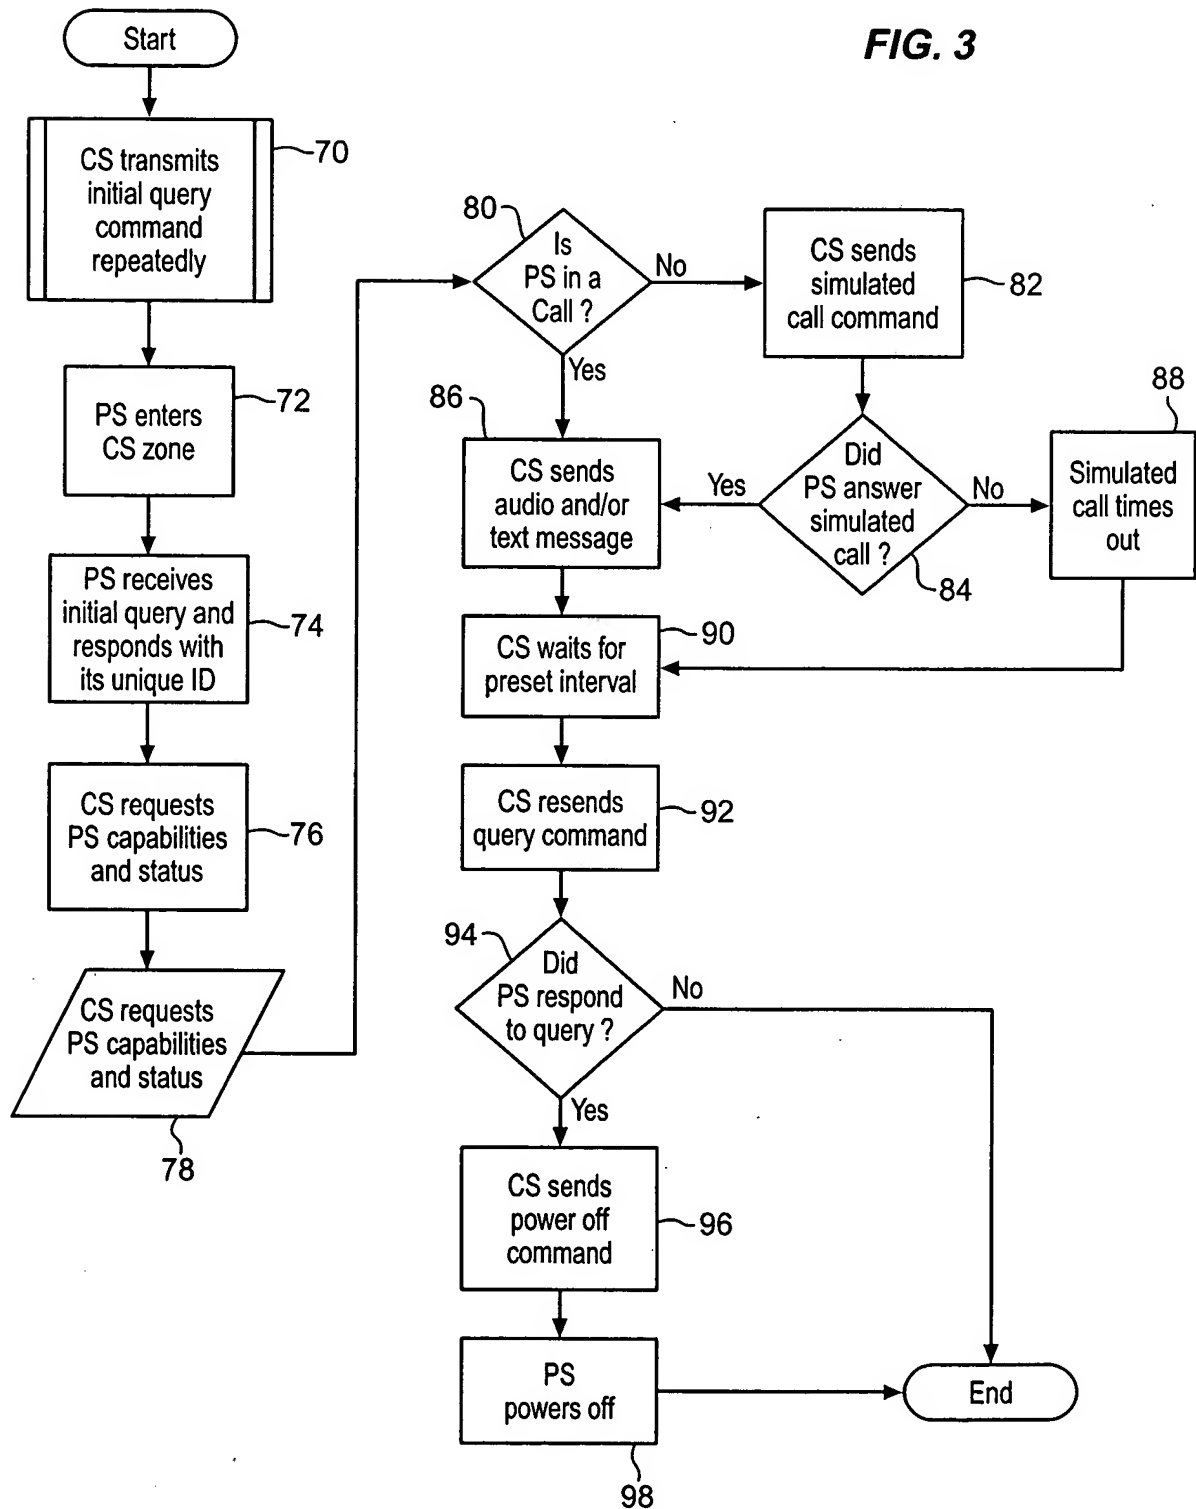 Start
FIG. 3
CS transmits
initial query
command
repeatedly
70
PS enters
CS zone
72
PS receives
initial query and
responds with
its unique ID
74
CS requests
PS capabilities
and status
76
CS requests
PS capabilities
and status
78
80
Is
PS in a
Call ?
No
Yes
CS sends
simulated
call command
82
Did
PS answer
simulated
call ?
84
Yes
No
88
Simulated
call times
out
86
CS sends
audio and/or
text message
CS waits for
preset interval
90
CS resends
query command
92
94
Did
PS respond
to query ?
No
Yes
CS sends
power off
command
96
PS
powers off
98
End